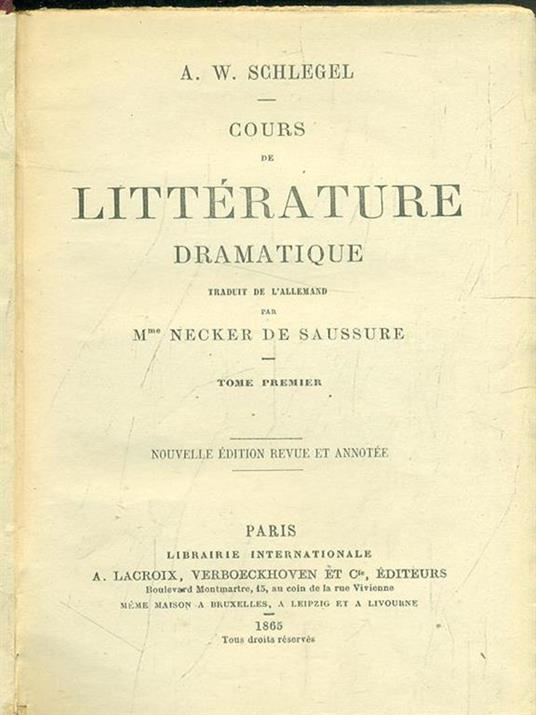 A. W. SCHLEGEL
COURS
DE
LITTÉRATURE
DRAMATIQUE
TRADUIT DE L'ALLEMAND
PAR
Mme NECKER DE SAUSSURE
TOME PREMIER
NOUVELLE ÉDITION REVUE ET ANNOTÉE
PARIS
LIBRAIRIE INTERNATIONALE
A. LACROIX, VERBOECKHOVEN ET Cie, ÉDITEURS
Boulevard Montmartre, 15, au coin de la rue Vivienne
MÊME MAISON A BRUXELLES, A LEIPZIG ET A LIVOURNE
1865
Tous droits réservés